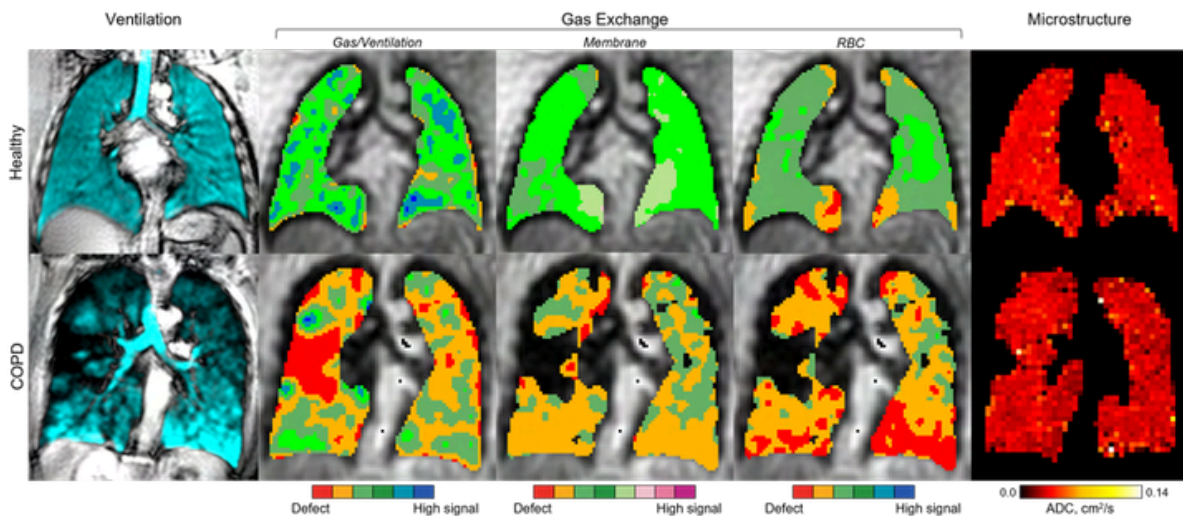 Ventilation
Gas Exchange
Microstructure
Gas/Ventilation
Membrane
RBC
Healthy
COPD
Defect
High signal
Defect
High signal
Defect
High signal
0.0
0.14
ADC, cm²/s